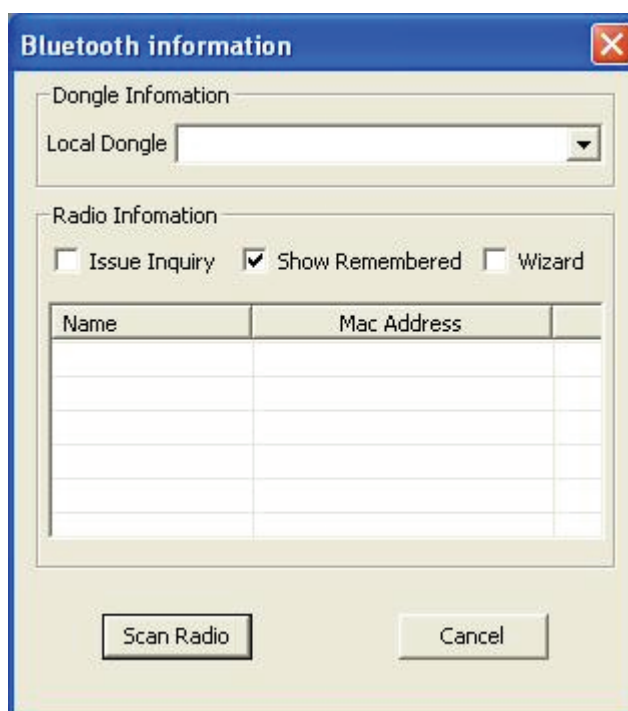 Bluetooth information
Dongle Infomation
Local Dongle
Radio Infomation
Issue Inquiry Show Remembered Wizard
Name Mac Address
Scan Radio Cancel